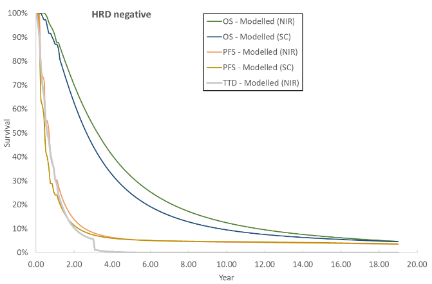 HRD negative
OS - Modelled (NIR)
OS - Modelled (SC)
PFS - Modelled (NIR)
PFS - Modelled (SC)
TTD - Modelled (NIR)
100%
90%
80%
70%
60%
50%
40%
30%
20%
10%
0%
Survival
0.00 2.00 4.00 6.00 8.00 10.00 12.00 14.00 16.00 18.00 20.00
Year